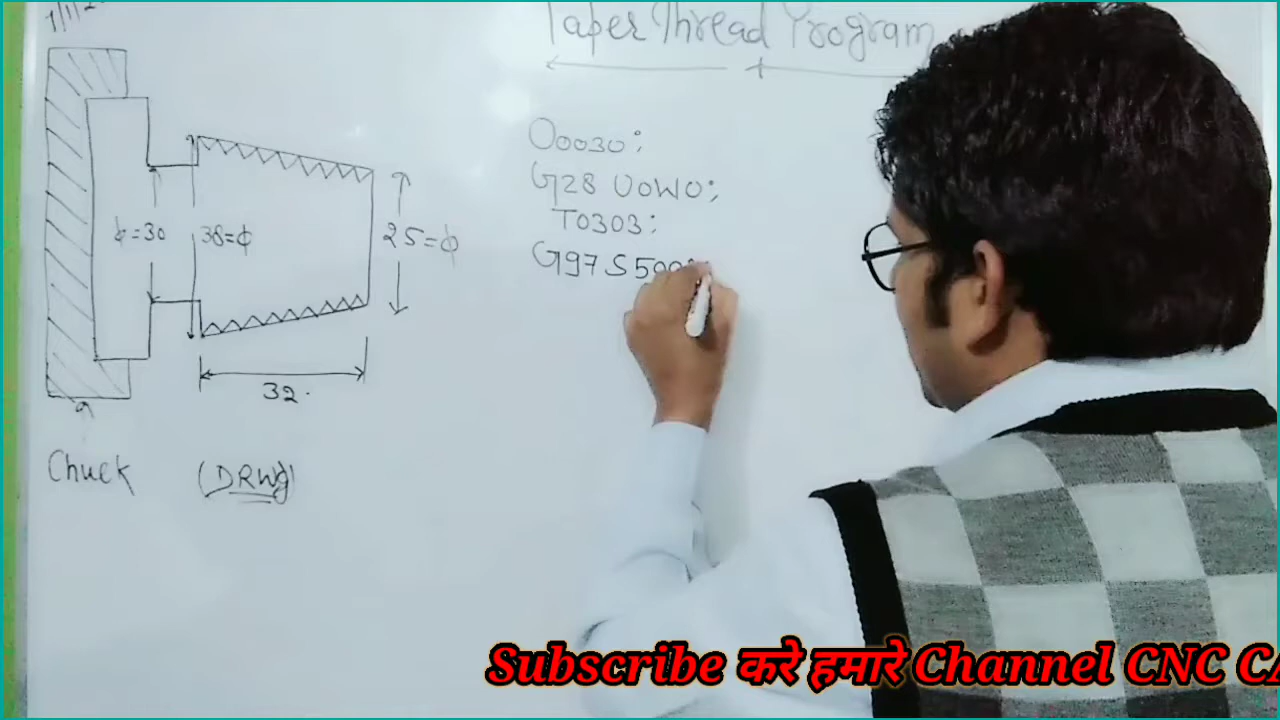 Taper Thread Program
O0030;
G28 U0W0;
T0303;
G97 S500
ϕ=30
38=ϕ
25=ϕ
32.
Chuck
(DRWg)
Subscribe करे हमारे Channel CNC